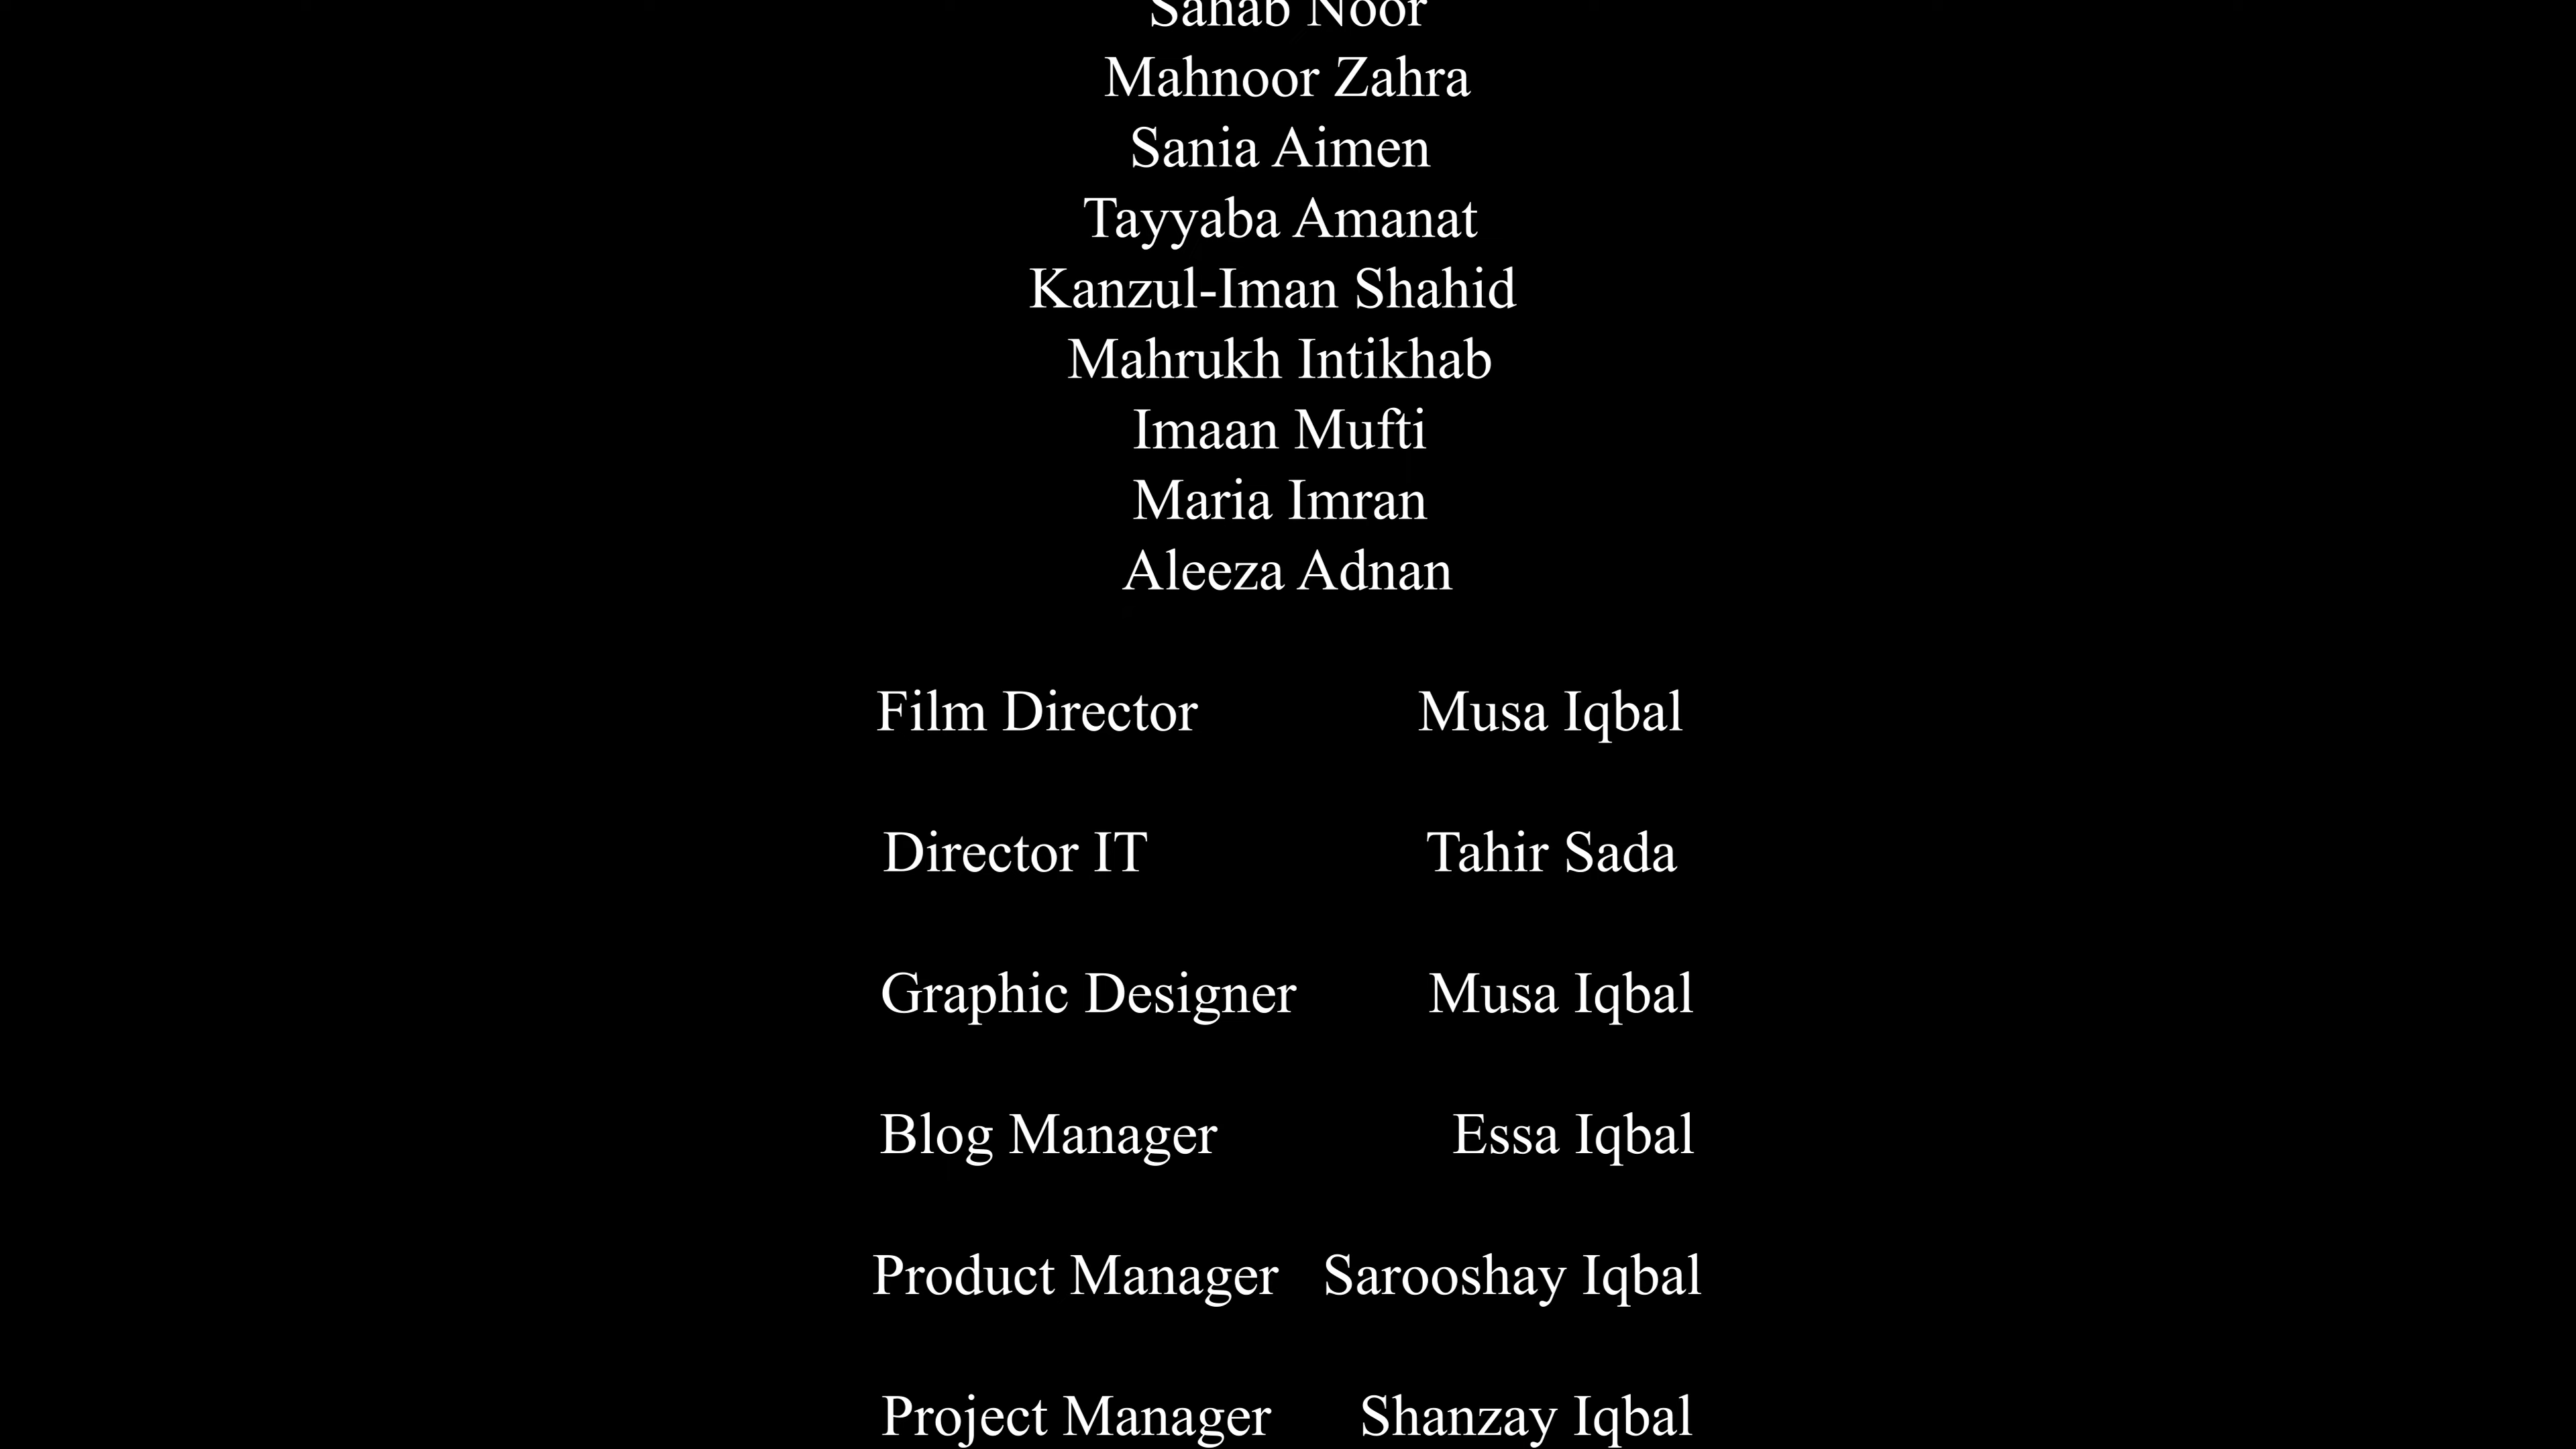 Noor
Mahnoor Zahra
Sania Aimen
Tayyaba Amanat
Kanzul-Iman Shahid
Mahrukh Intikhab
Imaan Mufti
Maria Imran
Aleeza Adnan
Film Director Musa Iqbal
Director IT Tahir Sada
Graphic Designer Musa Iqbal
Blog Manager Essa Iqbal
Product Manager Sarooshay Iqbal
Project Manager Shanzay Iqbal